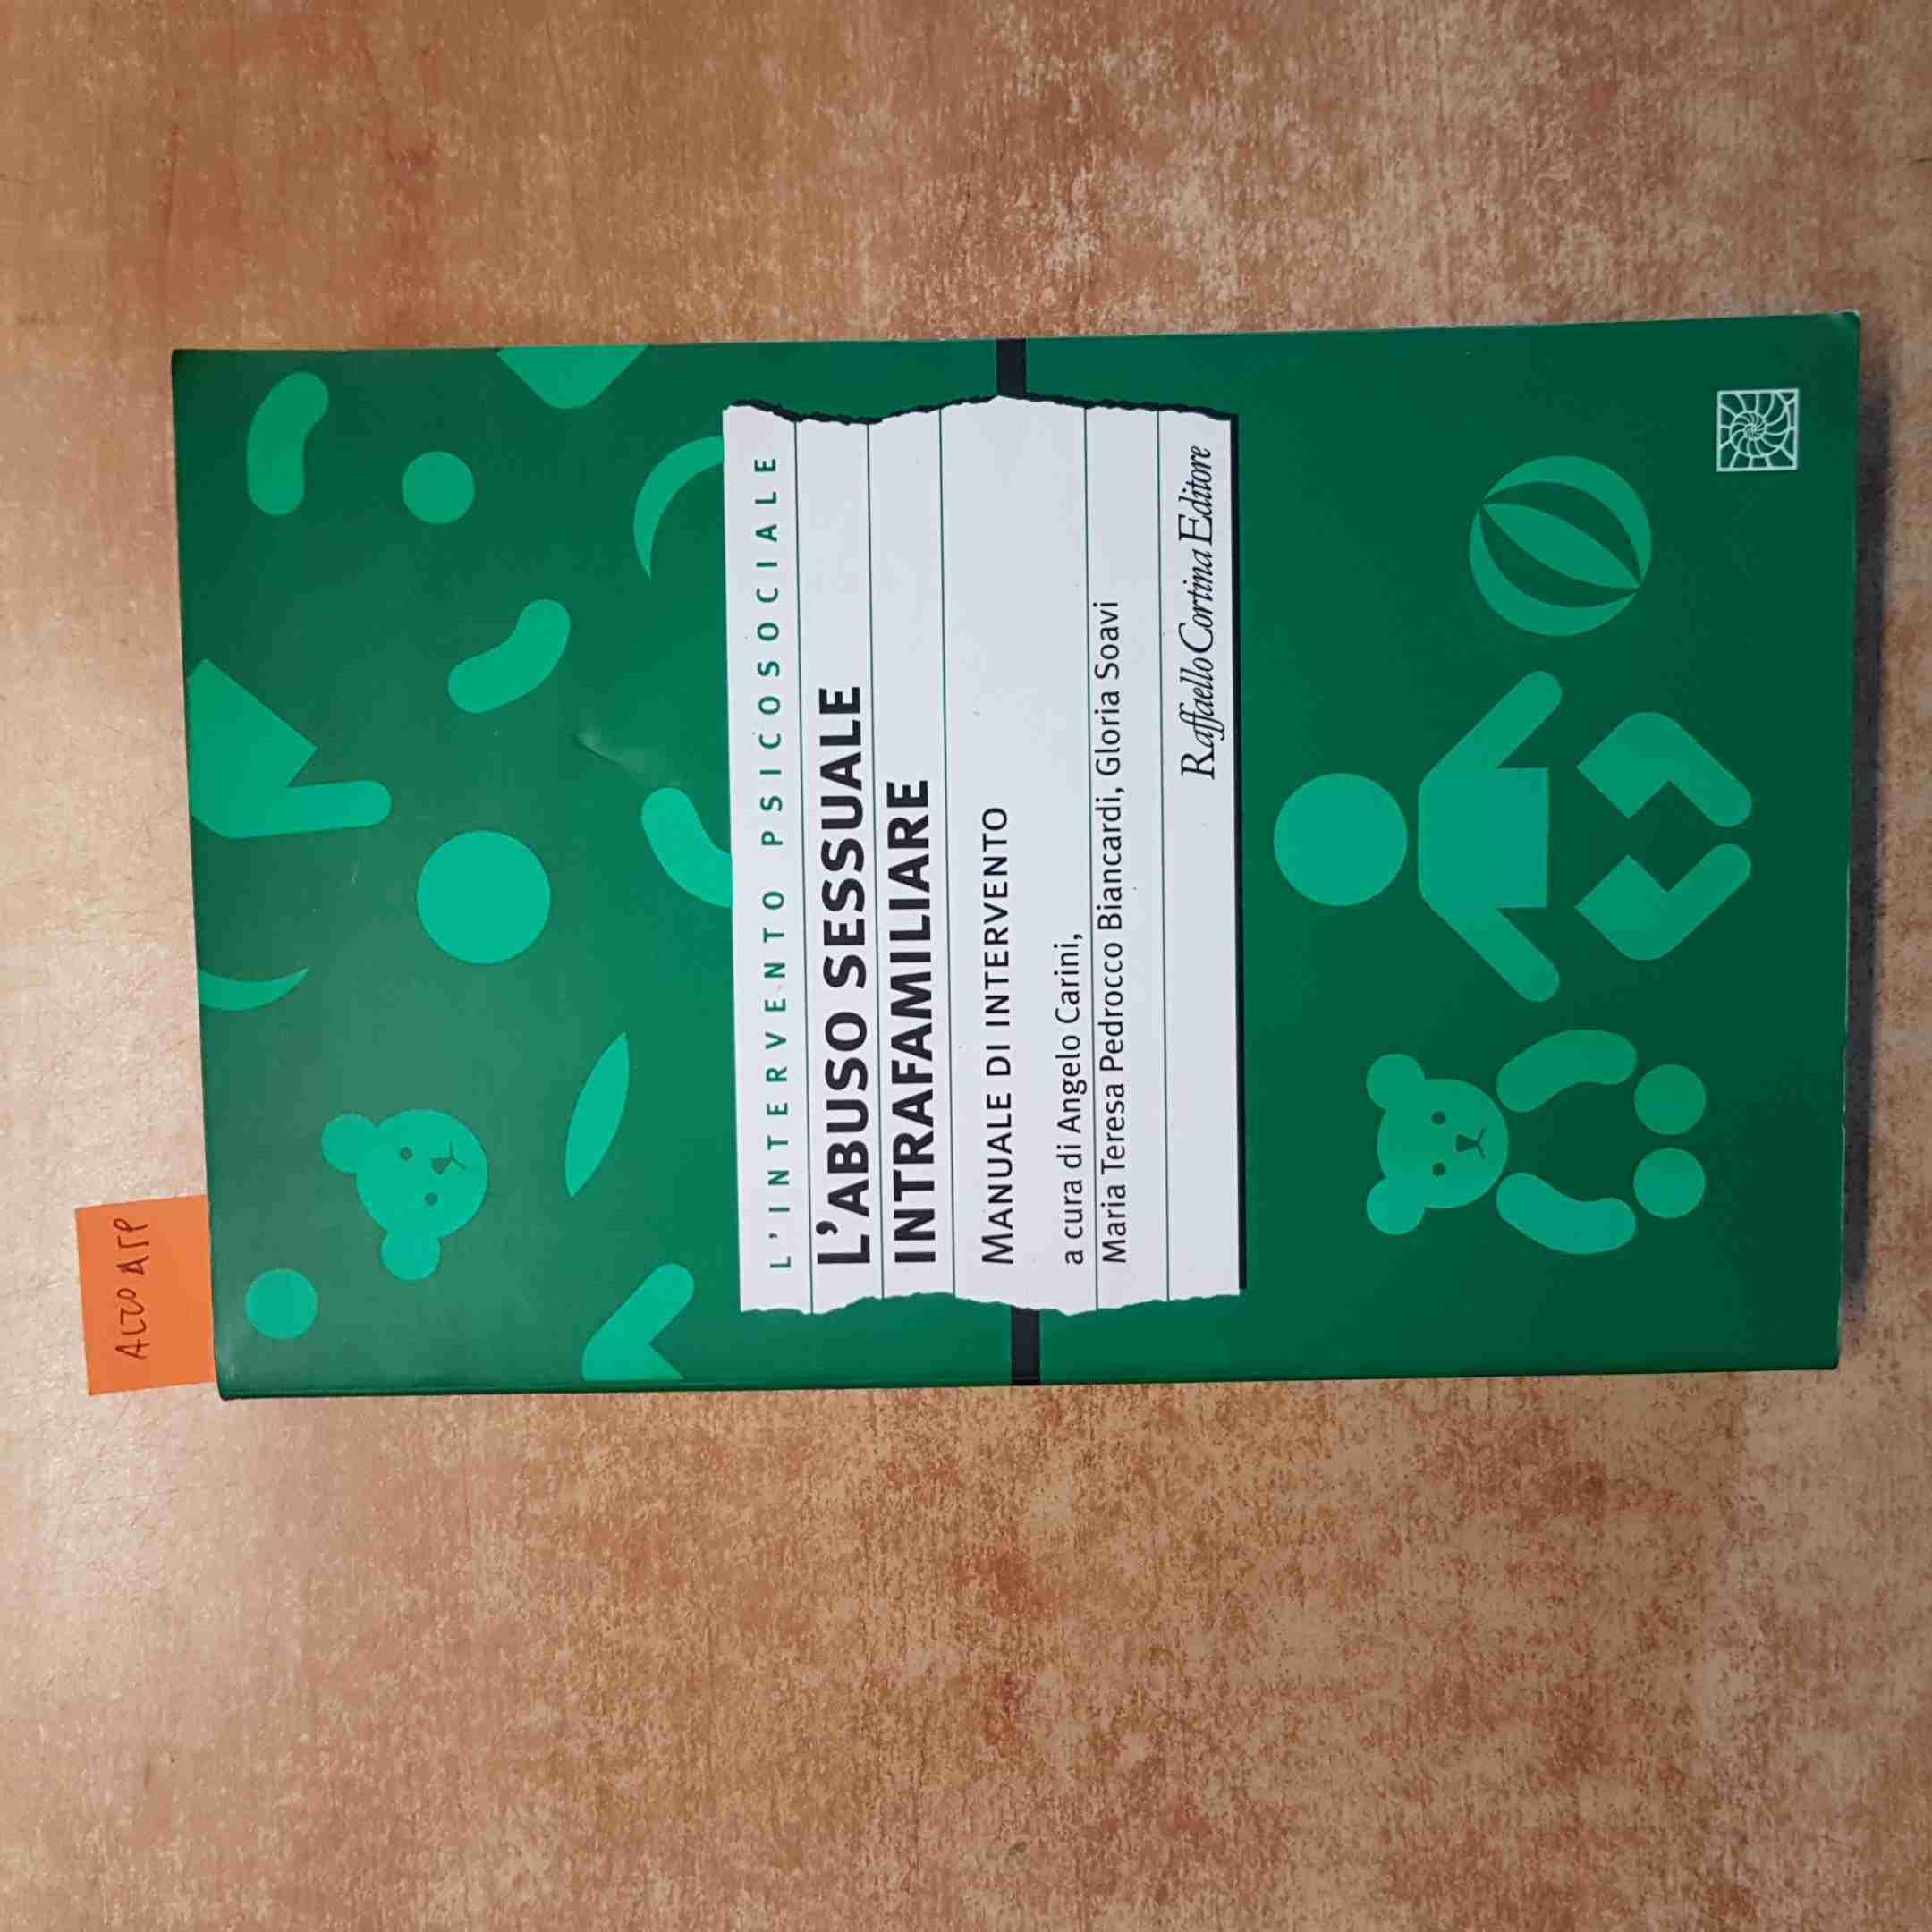 L'INTERVENTO PSICOSOCIALE
L'ABUSO SESSUALE
INTRAFAMILIARE
MANUALE DI INTERVENTO
a cura di Angelo Carini,
Maria Teresa Pedrocco Biancardi, Gloria Soavi
Raffaello Cortina Editore